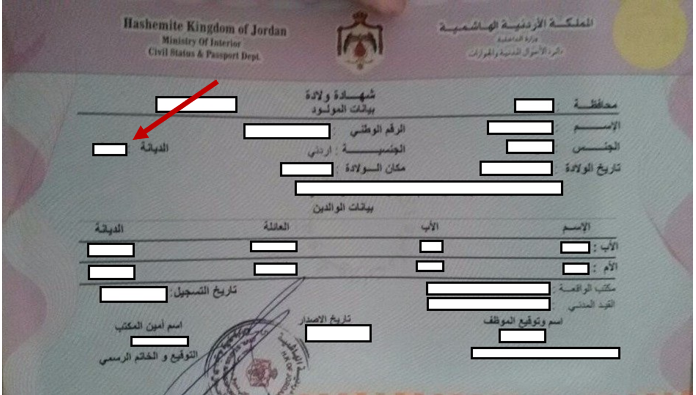 Hashemite Kingdom of Jordan
Ministry Of Interior
Civil Status & Passport Dept.
المملكة الأردنية الهاشمية
وزارة الداخلية
دائرة الأحوال المدنية والجوازات
شهادة ولادة
بيانات المولود
محافظة :
الإسم :
الرقم الوطني
الجنس :
الجنسية : اردني
الديانة
تاريخ الولادة :
مكان الولادة :
بيانات الوالدين
الإسم الأب العائلة الديانة
الأب :
الأم :
مكتب الواقعة :
تاريخ التسجيل:
القيد المدني :
اسم وتوقيع الموظف
تاريخ الاصدار
اسم أمين المكتب
التوقيع و الخاتم الرسمي